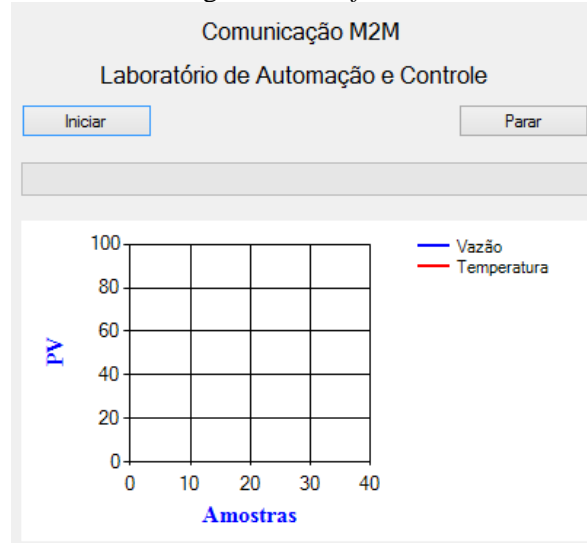 Comunicação M2M
Laboratório de Automação e Controle
Iniciar
Parar
100
80
60
40
20
0
PV
0 10 20 30 40
Amostras
Vazão
Temperatura